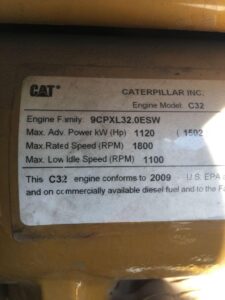 CAT CATERPILLAR INC.
Engine Model: C32
Engine Family: 9CPXL32.0ESW
Max. Adv. Power kW (Hp) 1120 ( 1502
Max.Rated Speed (RPM) 1800
Max. Low Idle Speed (RPM) 1100
This C32 engine conforms to 2009 U.S. EPA
and on commercially available diesel fuel and to the